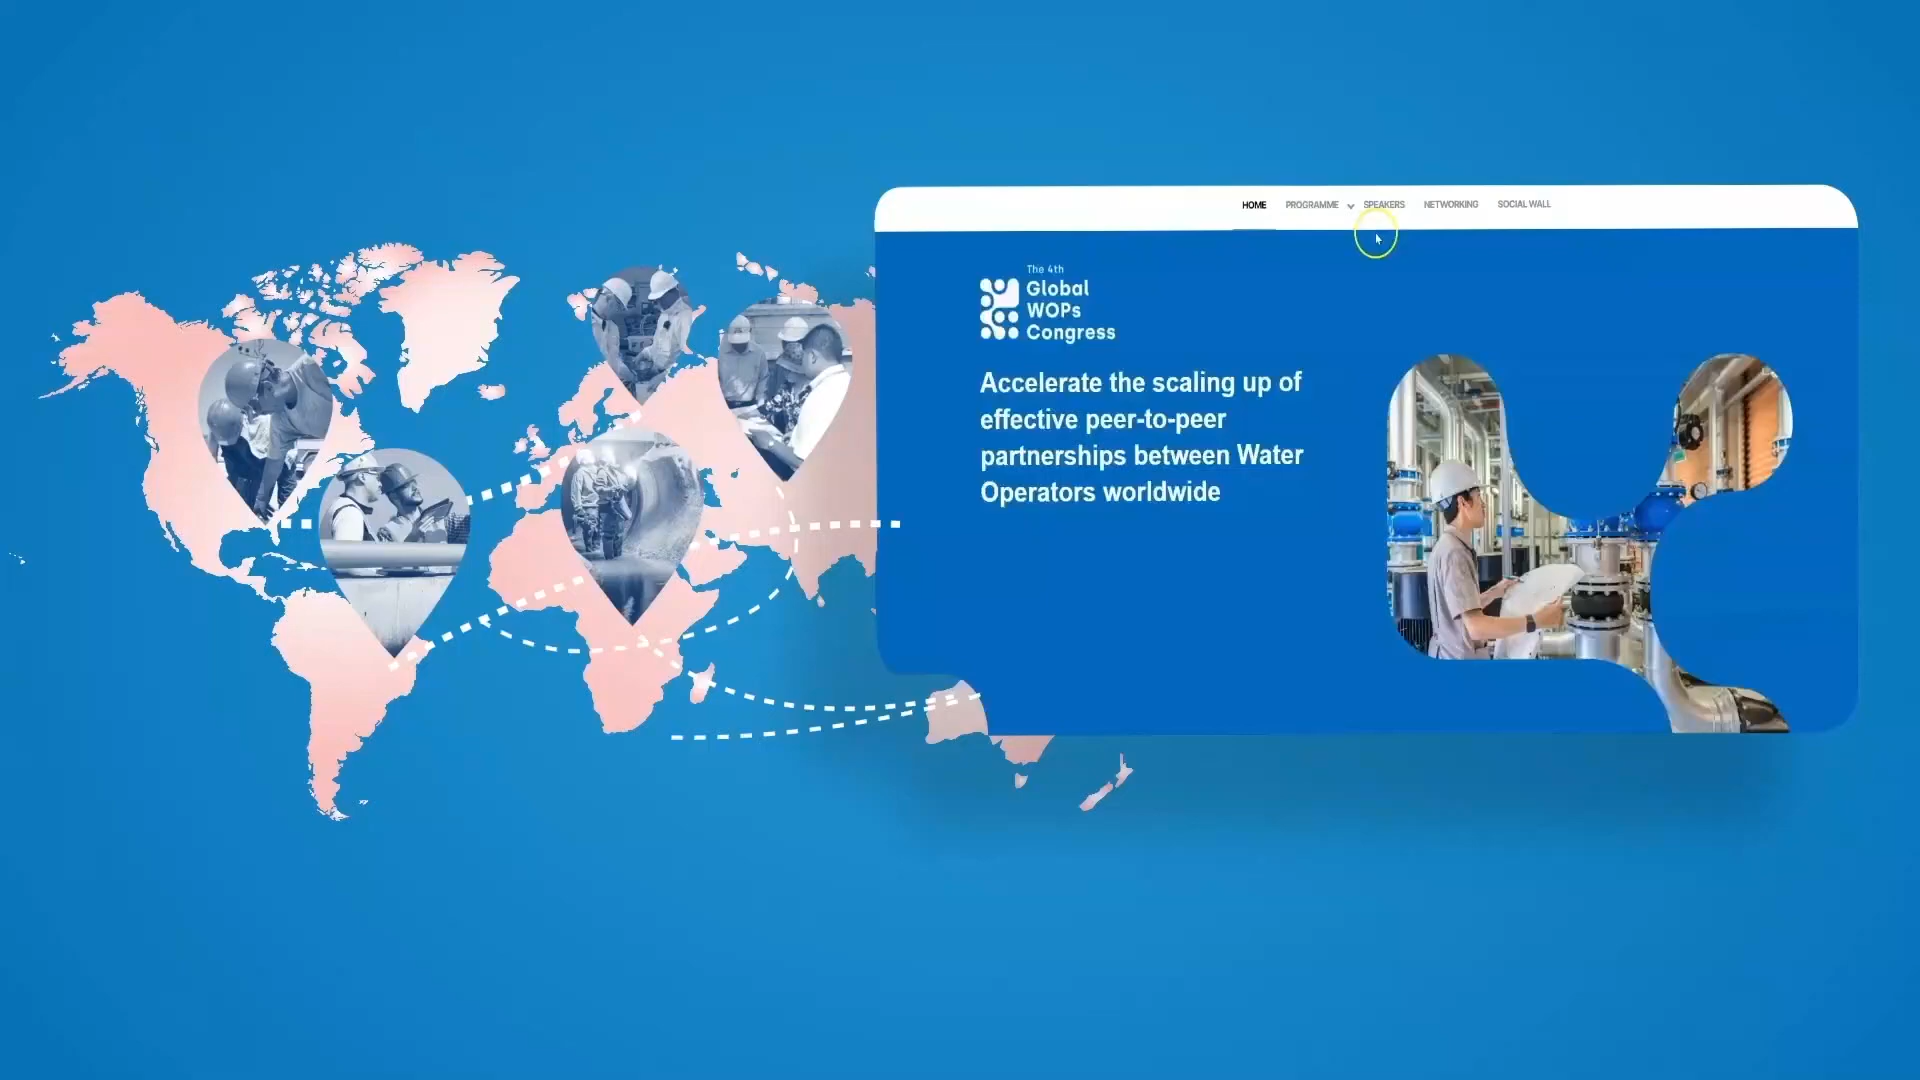 HOME PROGRAMME SPEAKERS NETWORKING SOCIAL WALL
The 4th
Global
WOPs
Congress
Accelerate the scaling up of
effective peer-to-peer
partnerships between Water
Operators worldwide